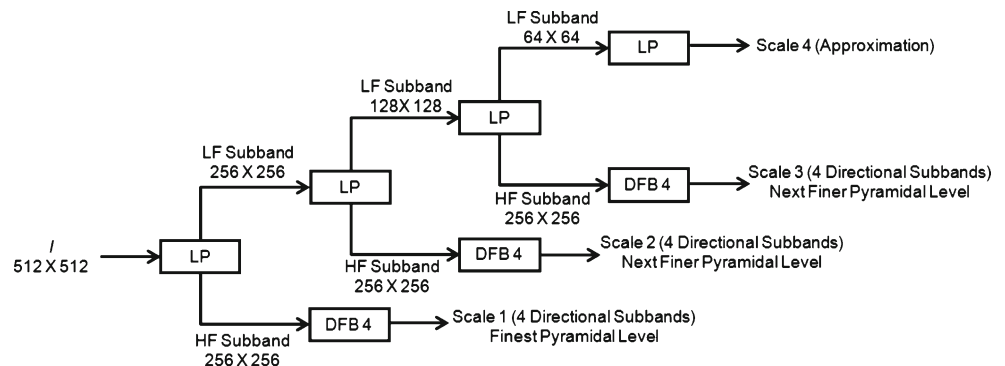 LF Subband
64 X 64
LP
Scale 4 (Approximation)
LF Subband
128X 128
LP
LF Subband
256 X 256
LP
HF Subband
256 X 256
DFB 4
Scale 3 (4 Directional Subbands)
Next Finer Pyramidal Level
I
512 X 512
LP
HF Subband
256 X 256
DFB 4
Scale 2 (4 Directional Subbands)
Next Finer Pyramidal Level
HF Subband
256 X 256
DFB 4
Scale 1 (4 Directional Subbands)
Finest Pyramidal Level